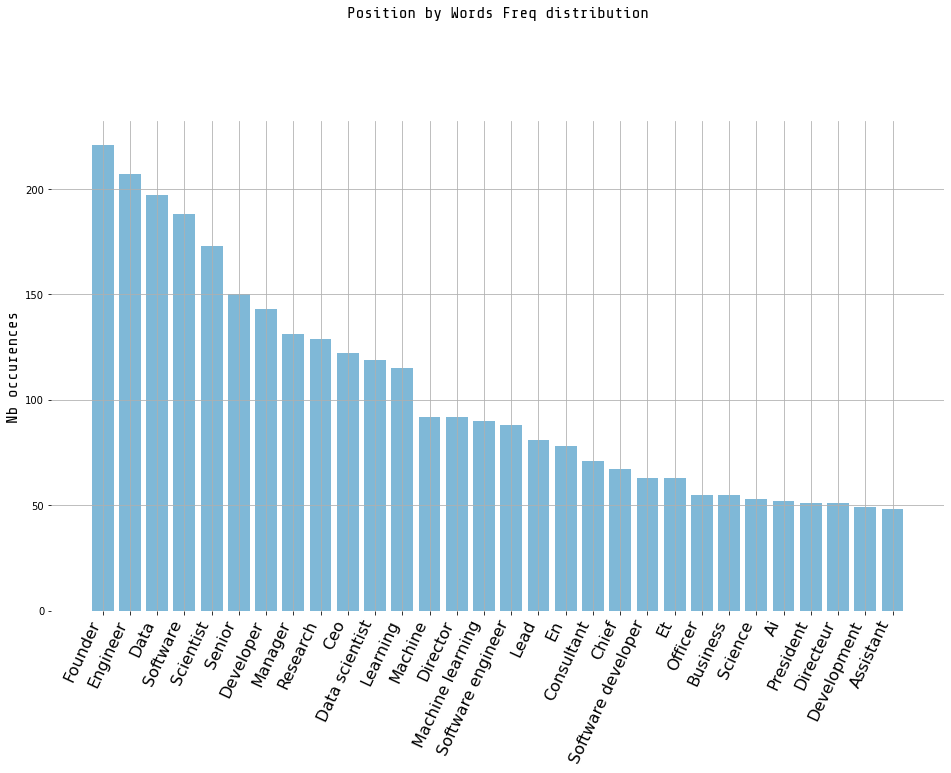 Position by Words Freq distribution
Nb occurences
200
150
100
50
0
Founder
Engineer
Data
Software
Scientist
Senior
Developer
Manager
Research
Ceo
Data scientist
Learning
Machine
Director
Machine learning
Software engineer
Lead
En
Consultant
Chief
Software developer
Et
Officer
Business
Science
Ai
President
Directeur
Development
Assistant